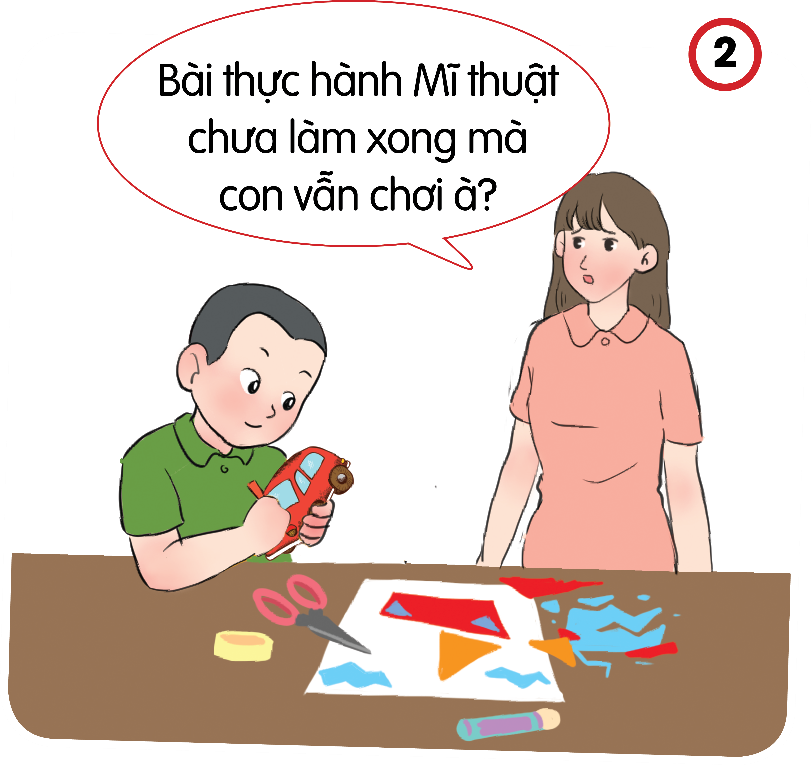 2
Bài thực hành Mĩ thuật
chưa làm xong mà
con vẫn chơi à?